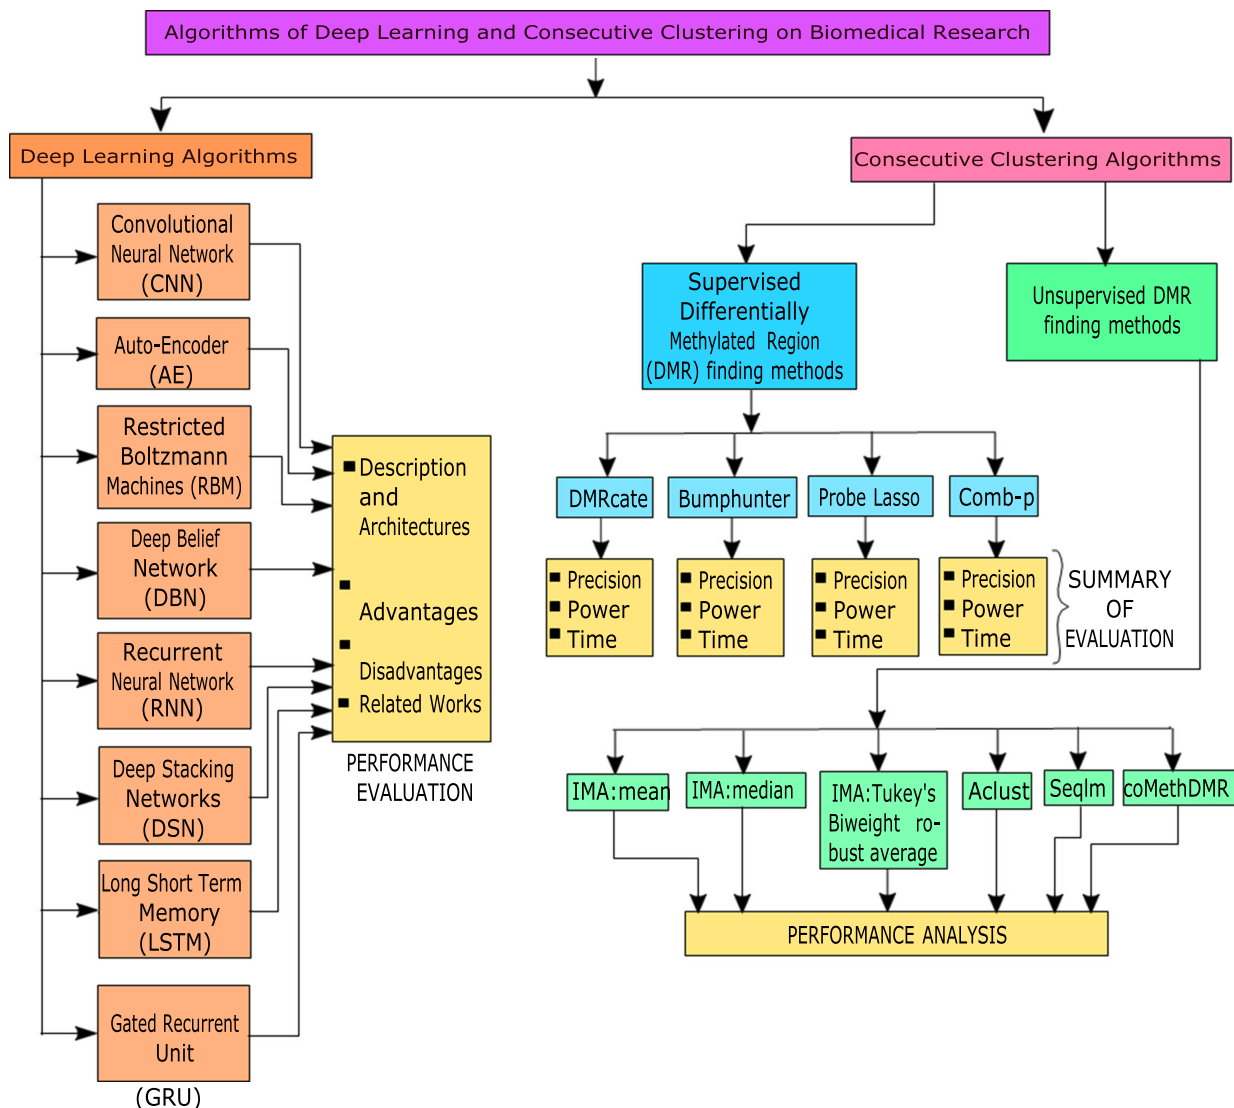 Algorithms of Deep Learning and Consecutive Clustering on Biomedical Research
Deep Learning Algorithms
Convolutional
Neural Network
(CNN)
Auto-Encoder
(AE)
Restricted
Boltzmann
Machines (RBM)
Deep Belief
Network
(DBN)
Recurrent
Neural Network
(RNN)
Deep Stacking
Networks
(DSN)
Long Short Term
Memory
(LSTM)
Gated Recurrent
Unit
(GRU)
Description
and
Architectures
Advantages
Disadvantages
Related Works
PERFORMANCE
EVALUATION
Consecutive Clustering Algorithms
Supervised
Differentially
Methylated Region
(DMR) finding methods
Unsupervised DMR
finding methods
DMRcate
Bumphunter
Probe Lasso
Comb-p
Precision
Power
Time
Precision
Power
Time
Precision
Power
Time
Precision
Power
Time
SUMMARY
OF
EVALUATION
IMA:mean
IMA:median
IMA:Tukey's
Biweight ro-
bust average
Aclust
Seqlm
coMethDMR
PERFORMANCE ANALYSIS